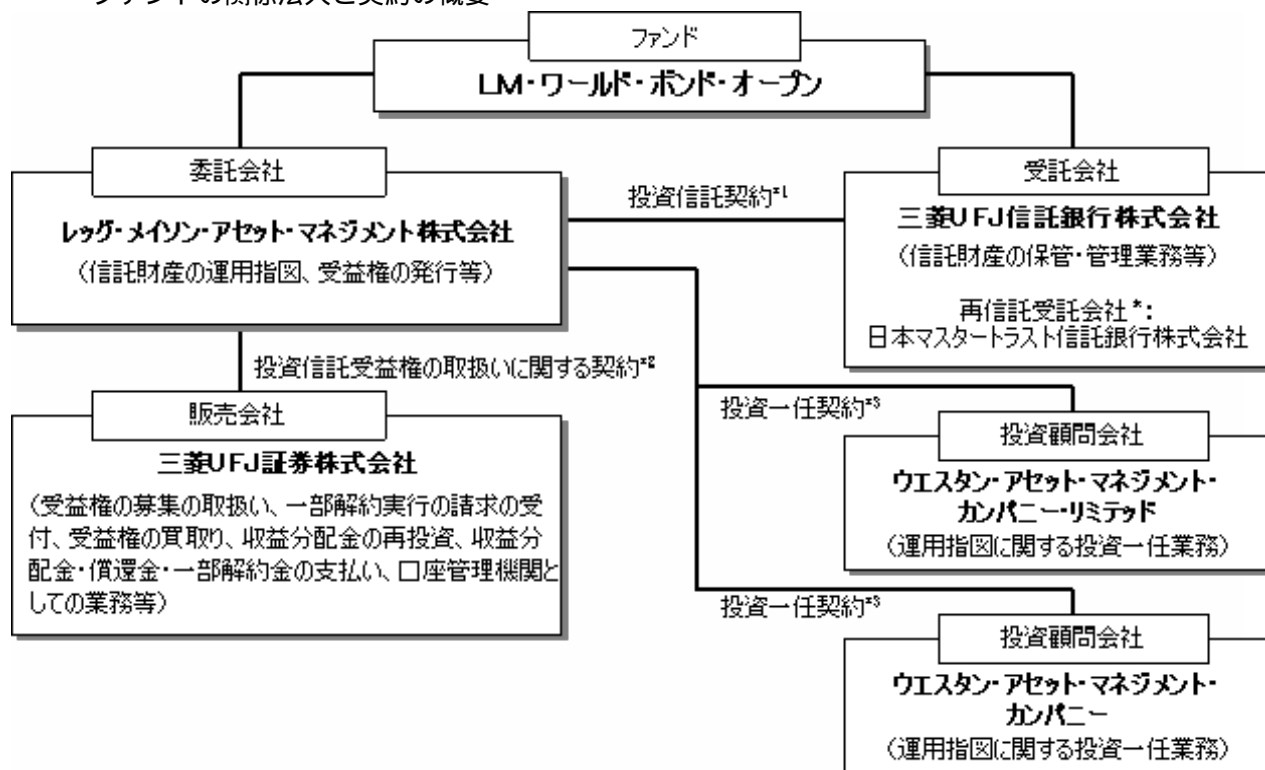 ファンドの関係法人と契約の概要
ファンド
LM・ワールド・ボンド・オープン
委託会社
レッグ・メイソン・アセット・マネジメント株式会社
（信託財産の運用指図、受益権の発行等）
投資信託契約*1
受託会社
三菱UFJ信託銀行株式会社
（信託財産の保管・管理業務等）
再信託受託会社*：
日本マスタートラスト信託銀行株式会社
投資信託受益権の取扱いに関する契約*2
販売会社
三菱UFJ証券株式会社
（受益権の募集の取扱い、一部解約実行の請求の受
付、受益権の買取り、収益分配金の再投資、収益分
配金・償還金・一部解約金の支払い、口座管理機関と
しての業務等）
投資一任契約*3
投資顧問会社
ウエスタン・アセット・マネジメント・
カンパニー・リミテッド
（運用指図に関する投資一任業務）
投資一任契約*3
投資顧問会社
ウエスタン・アセット・マネジメント・
カンパニー
（運用指図に関する投資一任業務）